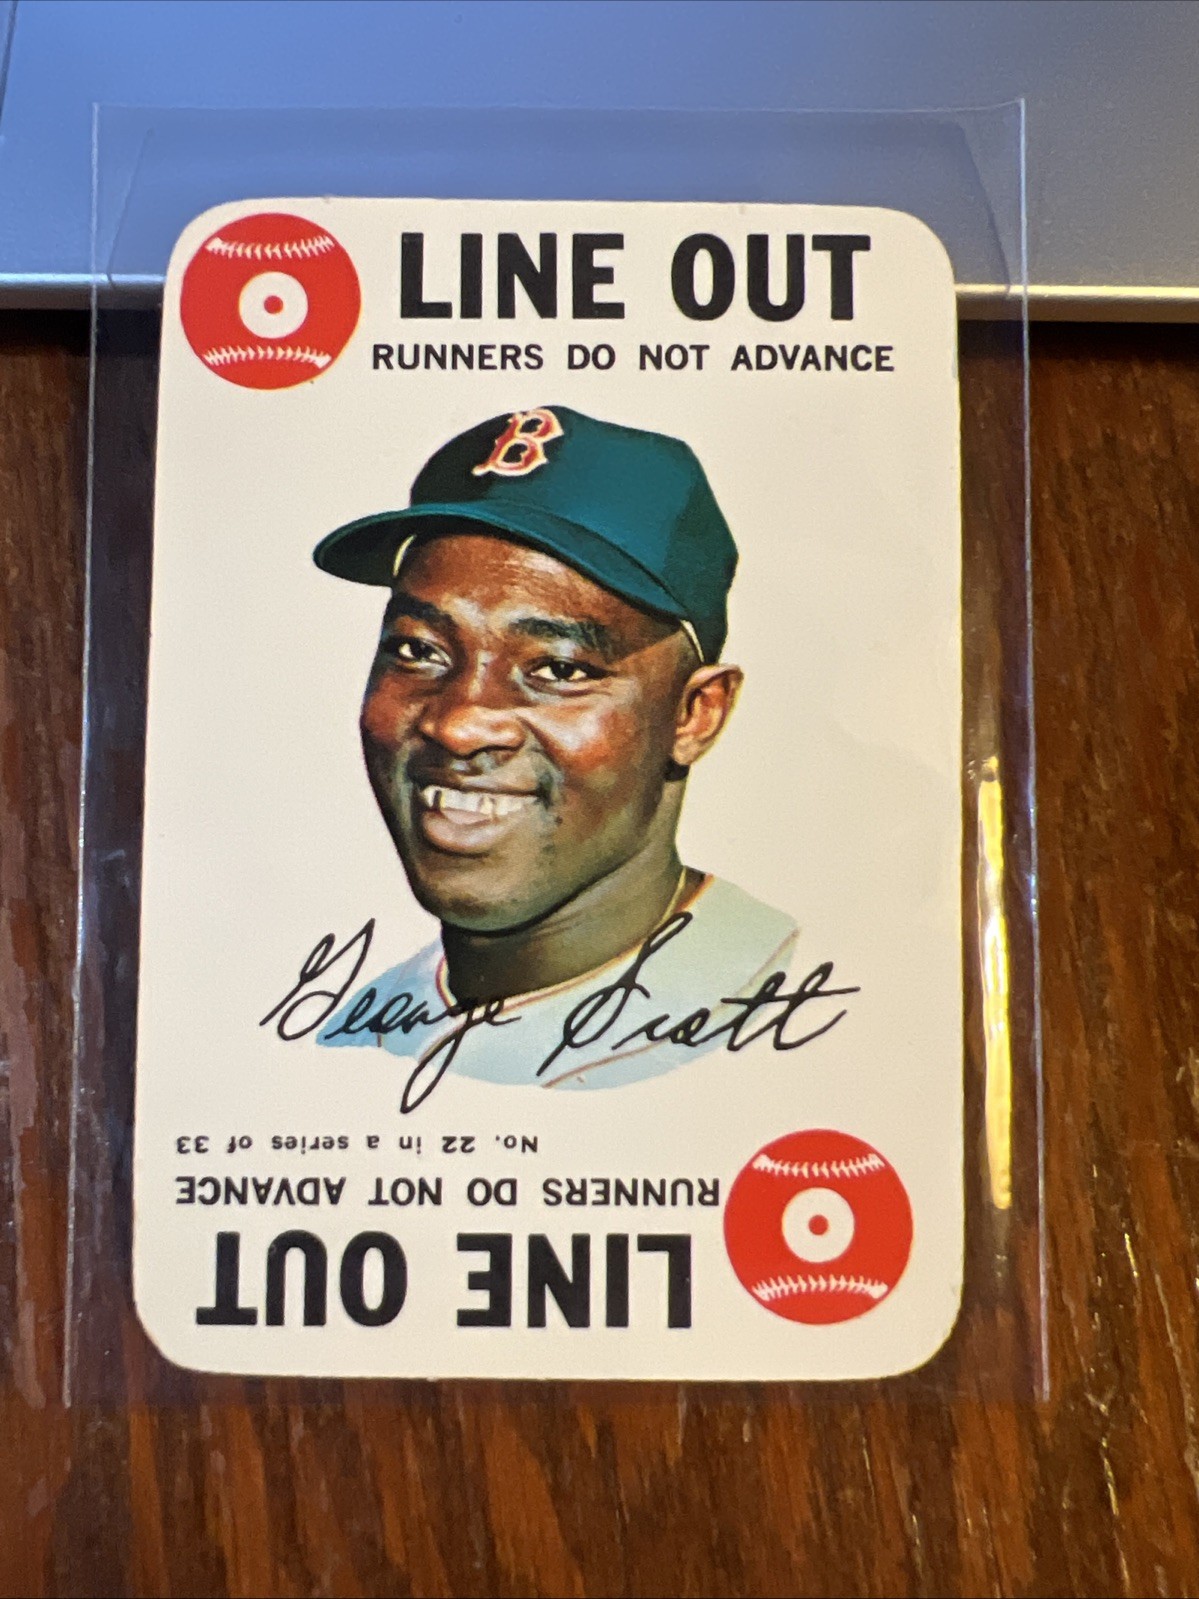 B
LINE OUT
RUNNERS DO NOT ADVANCE
George Scott
No. 22 in a series of 33
RUNNERS DO NOT ADVANCE
LINE OUT